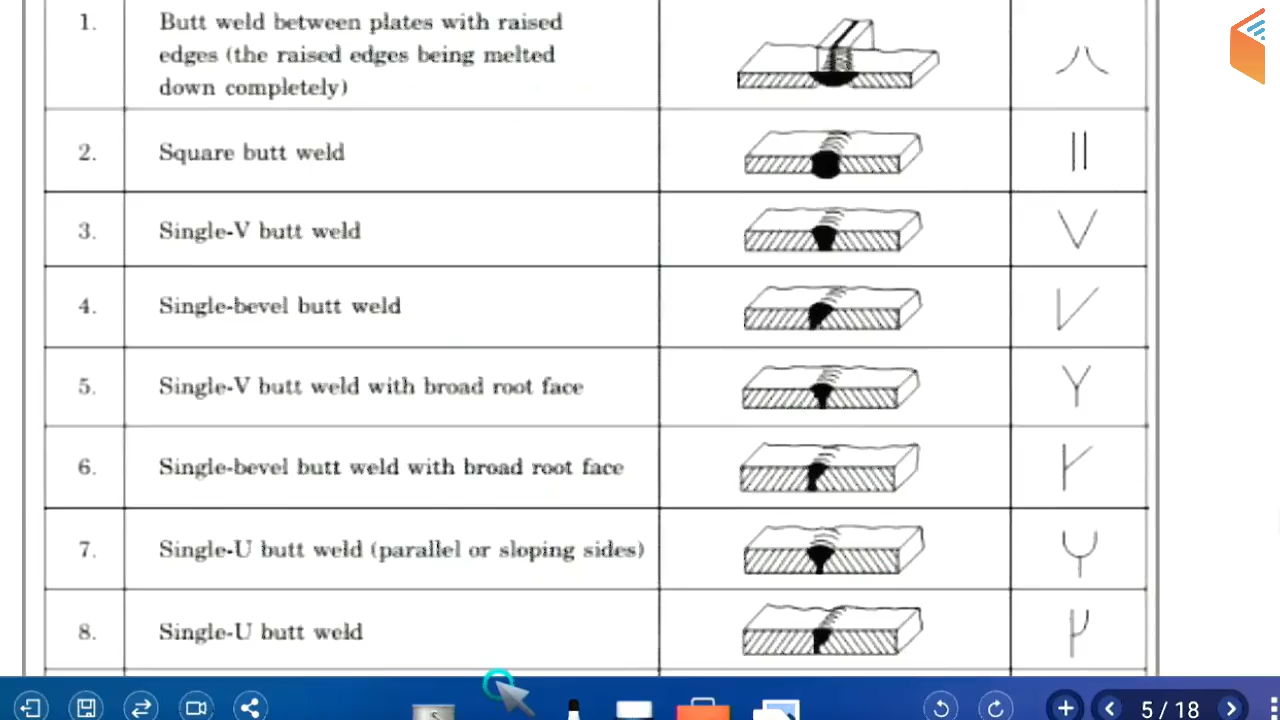 1. Butt weld between plates with raised
edges (the raised edges being melted
down completely)
2. Square butt weld
3. Single-V butt weld
4. Single-bevel butt weld
5. Single-V butt weld with broad root face
6. Single-bevel butt weld with broad root face
7. Single-U butt weld (parallel or sloping sides)
8. Single-U butt weld
5 / 18